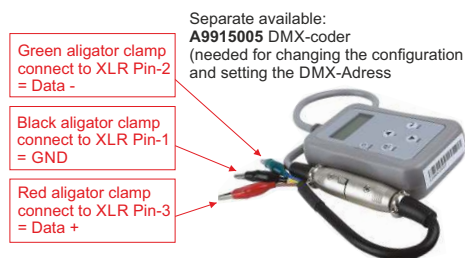 Separate available:
A9915005 DMX-coder
(needed for changing the configuration
and setting the DMX-Adress
Green aligator clamp
connect to XLR Pin-2
= Data -
Black aligator clamp
connect to XLR Pin-1
= GND
Red aligator clamp
connect to XLR Pin-3
= Data +